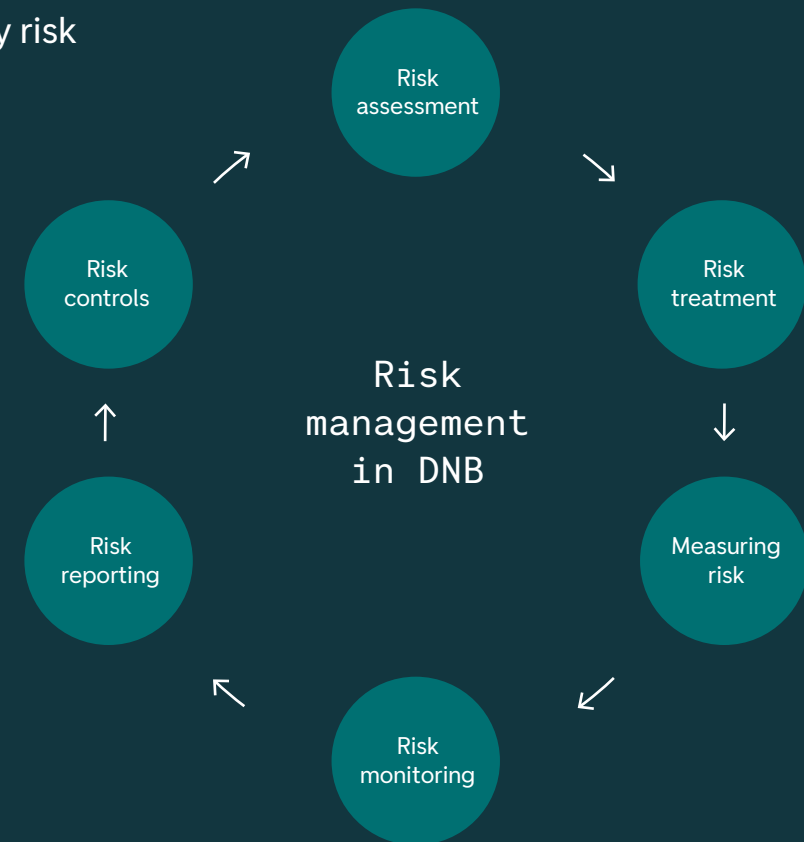 y risk
Risk
assessment
Risk
controls
Risk
treatment
Risk
management
in DNB
Risk
reporting
Measuring
risk
Risk
monitoring